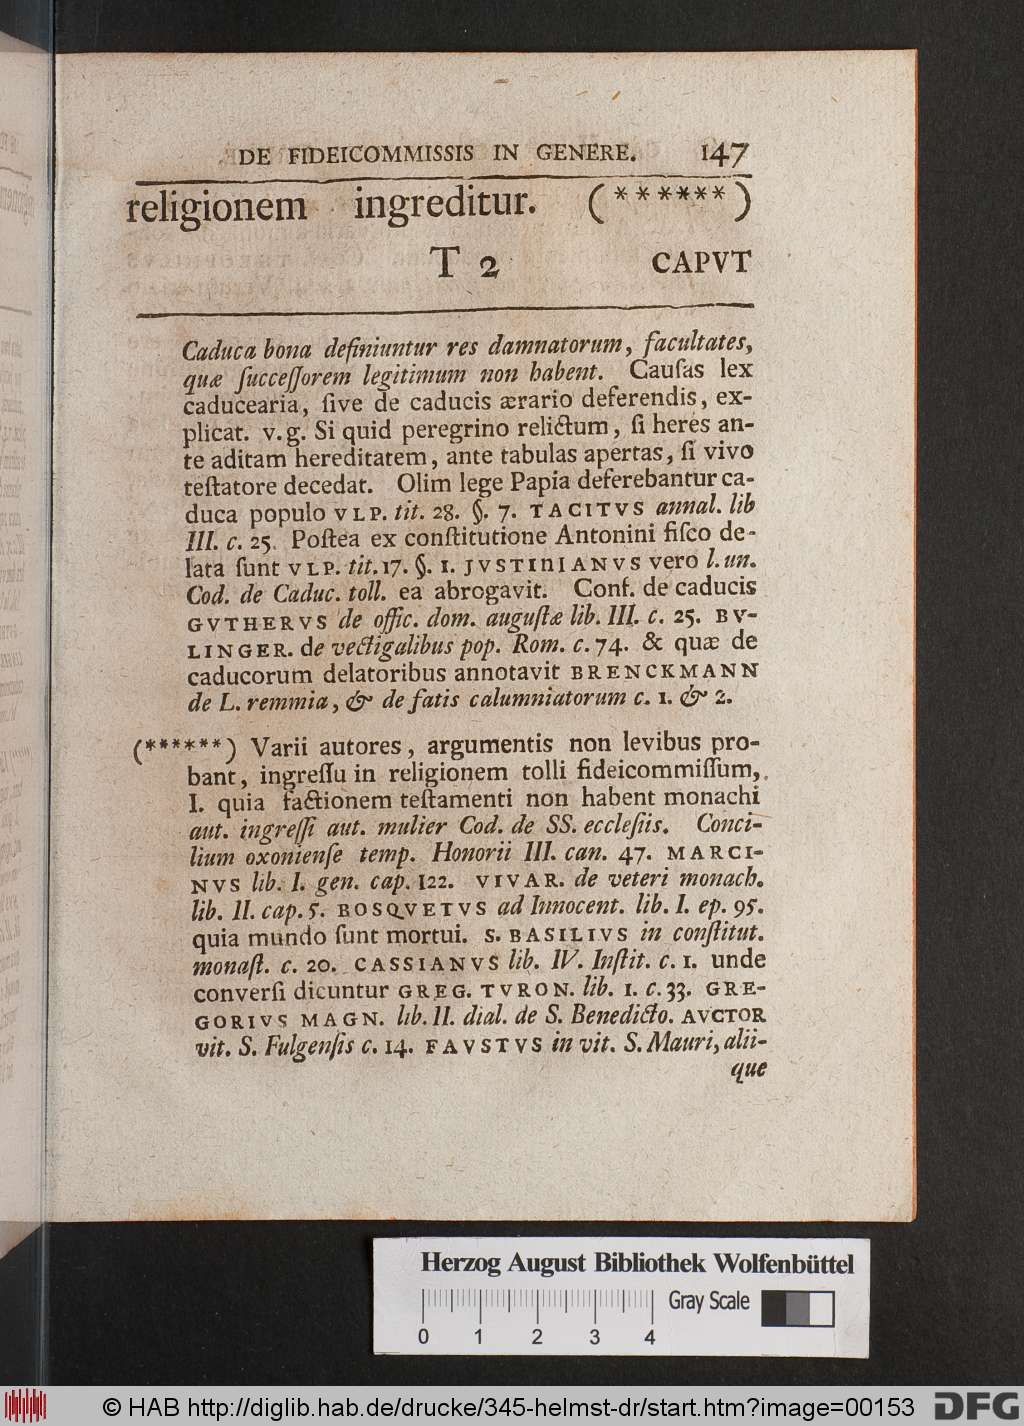 DE FIDEICOMMISSIS IN GENERE. 147
religionem ingreditur. (******)
T 2 CAPVT
Caduca bona definiuntur res damnatorum, facultates,
quæ ſucceſſorem legitimum non habent. Cauſas lex
caducearia, ſive de caducis ærario deferendis, ex-
plicat. v.g. Si quid peregrino relictum, ſi heres an-
te aditam hereditatem, ante tabulas apertas, ſi vivo
teſtatore decedat. Olim lege Papia deferebantur ca-
duca populo VLP. tit. 28. §. 7. TACITVS annal. lib
III. c. 25. Poſtea ex conſtitutione Antonini fiſco de-
lata ſunt VLP. tit. 17. §. 1. JVSTINIANVS vero l. un.
Cod. de Caduc. toll. ea abrogavit. Conf. de caducis
GVTHERVS de offic. dom. auguſtæ lib. III. c. 25. BV-
LINGER. de vectigalibus pop. Rom. c. 74. & quæ de
caducorum delatoribus annotavit BRENCKMANN
de L. remmia, & de fatis calumniatorum c. 1. & 2.
(******) Varii autores, argumentis non levibus pro-
bant, ingreſſu in religionem tolli fideicommiſſum,
I. quia factionem teſtamenti non habent monachi
aut. ingreſſi aut. mulier Cod. de SS. eccleſiis. Conci-
lium oxonienſe temp. Honorii III. can. 47. MARCI-
NVS lib. I. gen. cap. 122. VIVAR. de veteri monach.
lib. II. cap. 5. BOSQVETVS ad Innocent. lib. I. ep. 95.
quia mundo ſunt mortui. S. BASILIVS in conſtitut.
monaſt. c. 20. CASSIANVS lib. IV. Inſtit. c. 1. unde
converſi dicuntur GREG. TVRON. lib. 1. c. 33. GRE-
GORIVS MAGN. lib. II. dial. de S. Benedicto. AVCTOR
vit. S. Fulgenſis c. 14. FAVSTVS in vit. S. Mauri, alii-
que
Herzog August Bibliothek Wolfenbüttel
Gray Scale
0 1 2 3 4
© HAB http://diglib.hab.de/drucke/345-helmst-dr/start.htm?image=00153
DFG